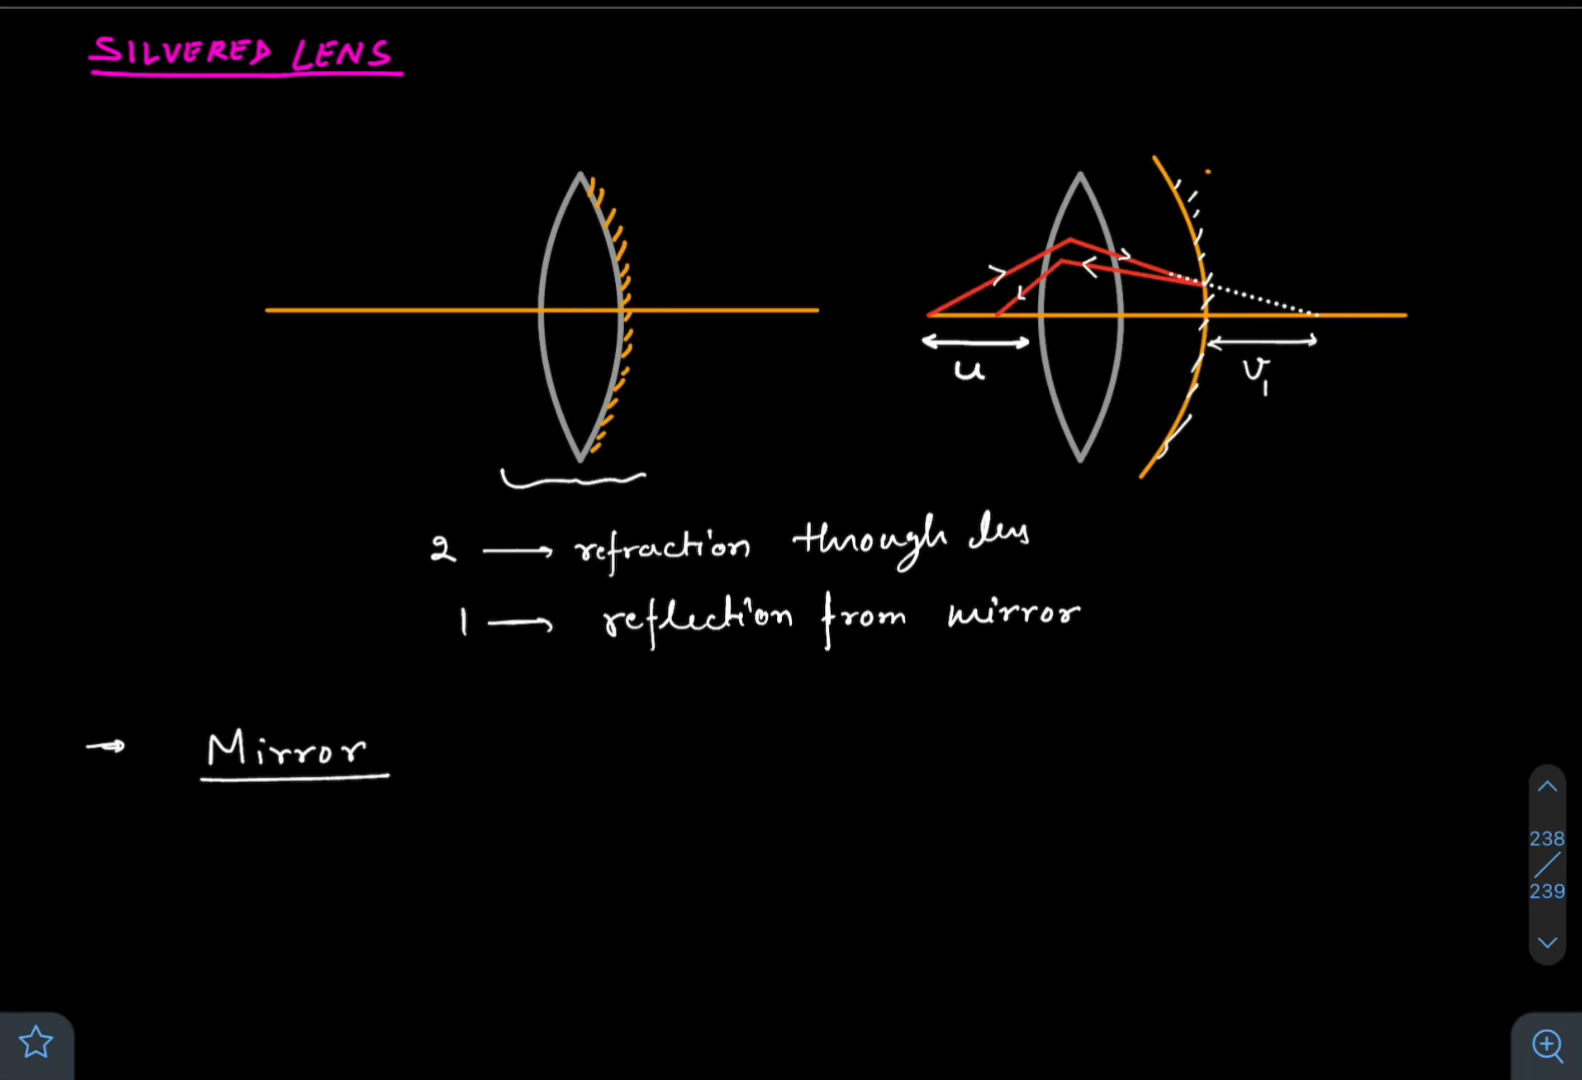 SILVERED LENS
u
V1
2 → refraction through lens
1 → reflection from mirror
→ Mirror
238
/
239